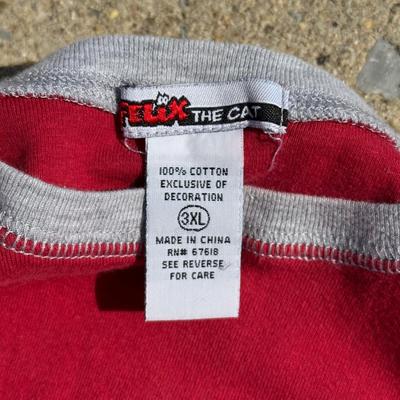 FELIX THE CAT
100% COTTON
EXCLUSIVE OF
DECORATION
3XL
MADE IN CHINA
RN# 67618
SEE REVERSE
FOR CARE